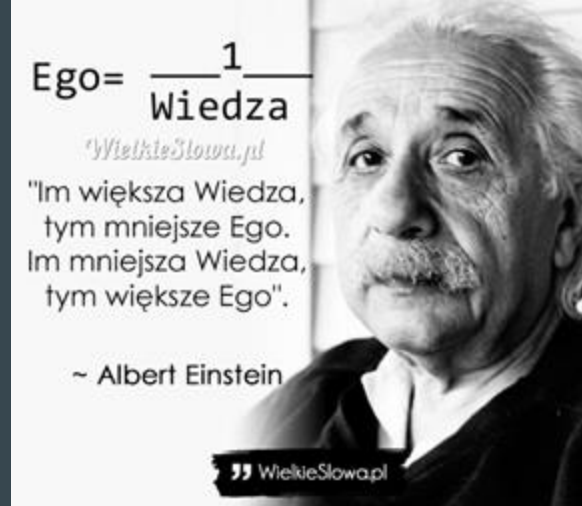 Ego= 1
Wiedza
WielkieSlowa.pl
"Im większa Wiedza,
tym mniejsze Ego.
Im mniejsza Wiedza,
tym większe Ego".
~ Albert Einstein
WielkieSlowa.pl